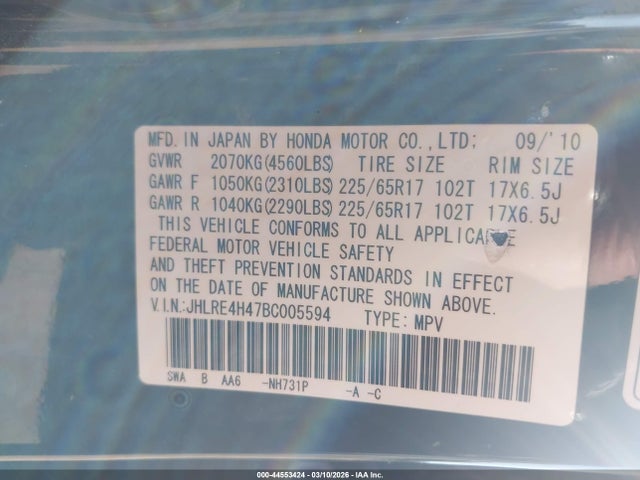 MFD. IN JAPAN BY HONDA MOTOR CO.,LTD: 09/'10
GVWR 2070KG(4560LBS) TIRE SIZE RIM SIZE
GAWR F 1050KG(2310LBS) 225/65R17 102T 17X6.5J
GAWR R 1040KG(2290LBS) 225/65R17 102T 17X6.5J
THIS VEHICLE CONFORMS TO ALL APPLICABLE
FEDERAL MOTOR VEHICLE SAFETY
AND THEFT PREVENTION STANDARDS IN EFFECT
ON THE DATE OF MANUFACTURE SHOWN ABOVE.
V.I.N.:JHLRE4H47BC005594 TYPE: MPV
SWA B AA6 -NH731P -A -C
000-44553424 - 03/10/2026 - IAA Inc.